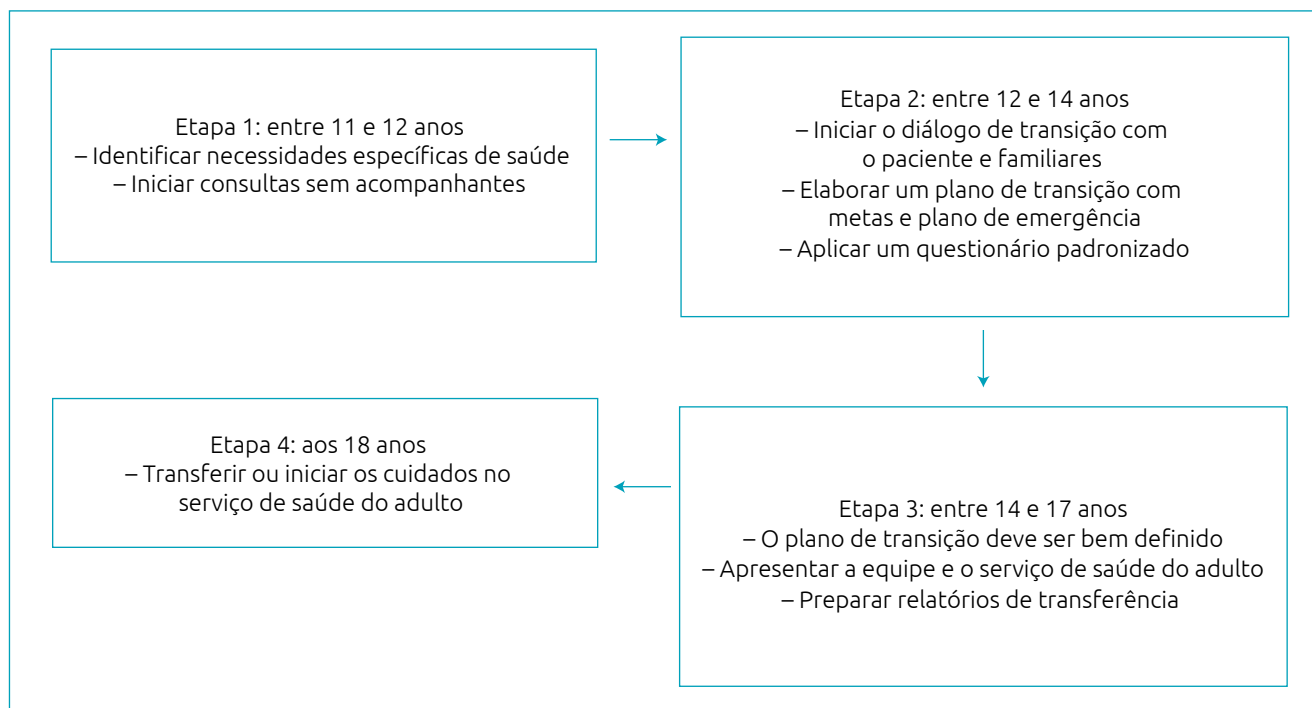 Etapa 1: entre 11 e 12 anos
– Identificar necessidades específicas de saúde
– Iniciar consultas sem acompanhantes
Etapa 2: entre 12 e 14 anos
– Iniciar o diálogo de transição com
o paciente e familiares
– Elaborar um plano de transição com
metas e plano de emergência
– Aplicar um questionário padronizado
Etapa 3: entre 14 e 17 anos
– O plano de transição deve ser bem definido
– Apresentar a equipe e o serviço de saúde do adulto
– Preparar relatórios de transferência
Etapa 4: aos 18 anos
– Transferir ou iniciar os cuidados no
serviço de saúde do adulto